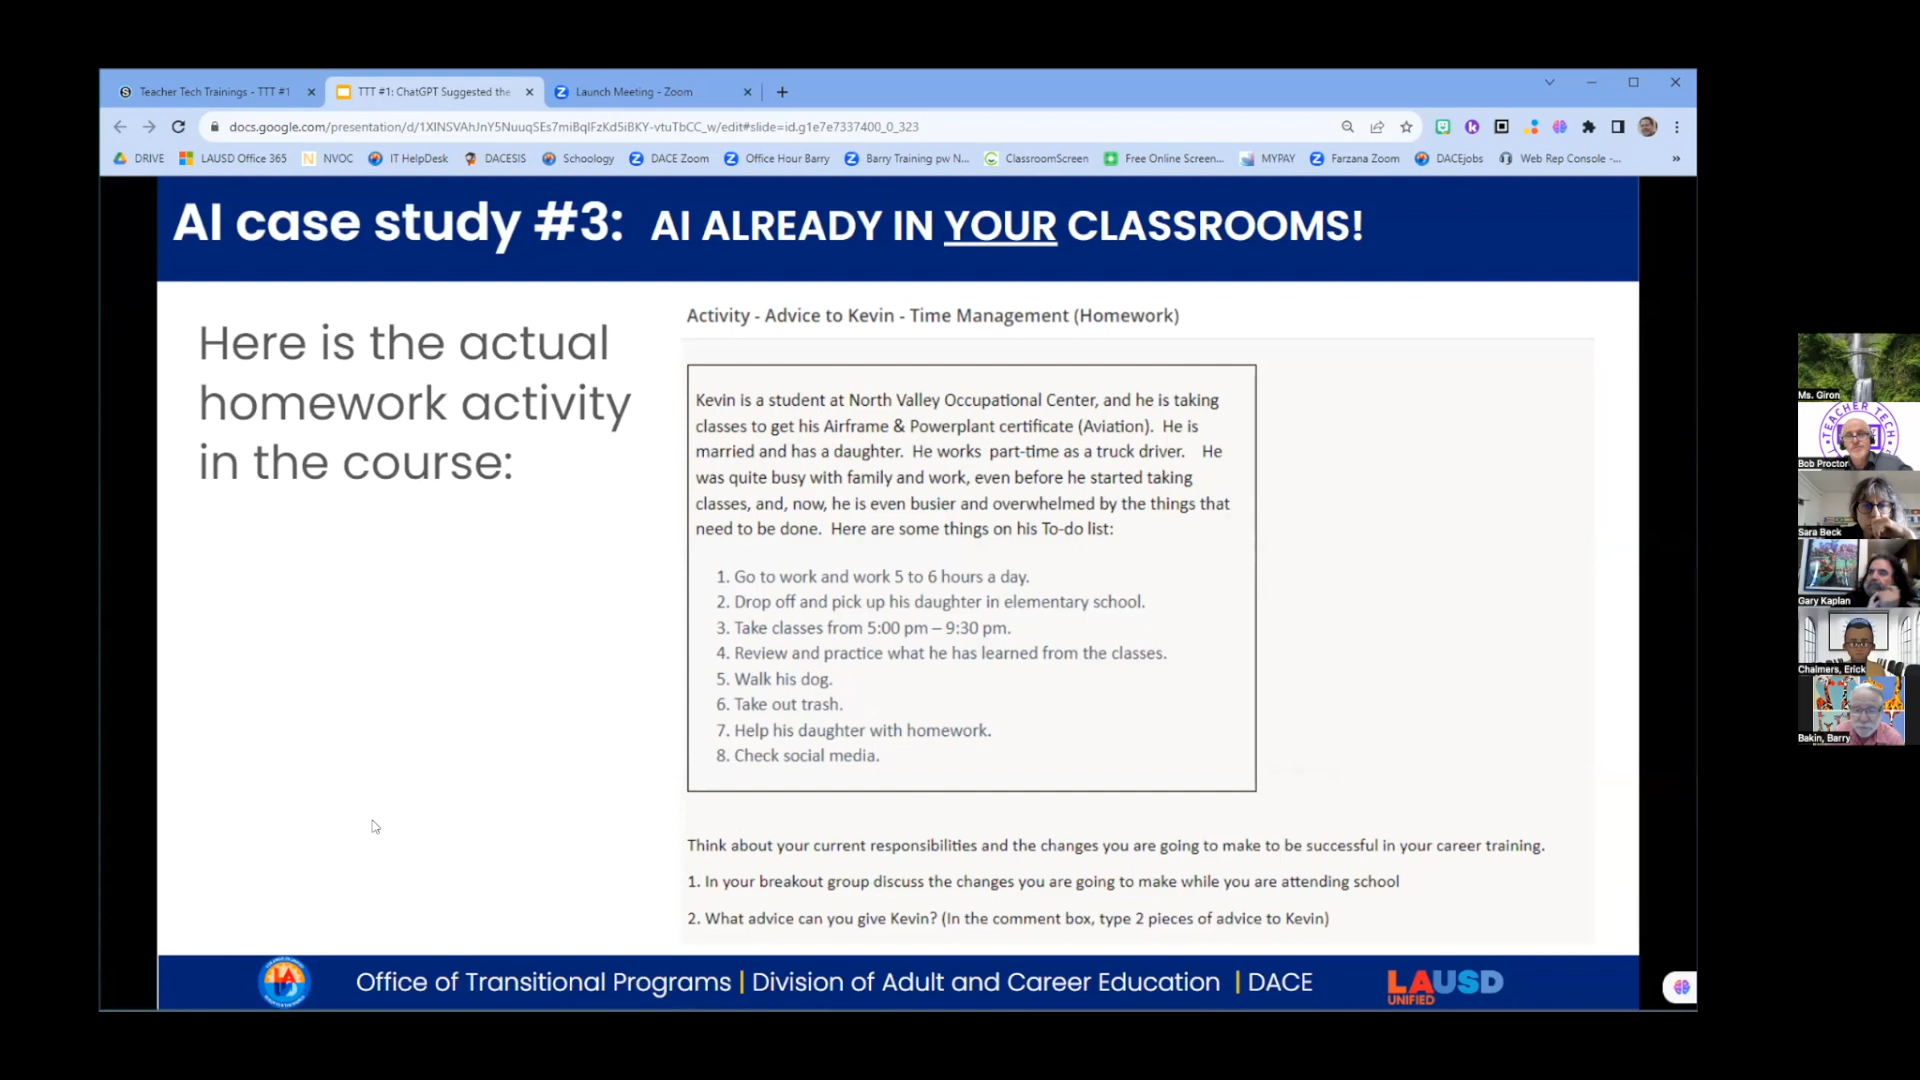 Teacher Tech Trainings - TTT #1
TTT #1: ChatGPT Suggested the
Launch Meeting - Zoom
docs.google.com/presentation/d/1XINSVAhJnY5NuuqSEs7miBqIFzKd5iBKY-vtuTbCC_w/edit#slide=id.g1e7e7337400_0_323
DRIVE LAUSD Office 365 NVOC IT HelpDesk DACESIS Schoology DACE Zoom Office Hour Barry Barry Training pw N... ClassroomScreen Free Online Screen... MYPAY Farzana Zoom DACEjobs Web Rep Console -... »
AI case study #3: AI ALREADY IN YOUR CLASSROOMS!
Here is the actual
homework activity
in the course:
Activity - Advice to Kevin - Time Management (Homework)
Kevin is a student at North Valley Occupational Center, and he is taking
classes to get his Airframe & Powerplant certificate (Aviation). He is
married and has a daughter. He works part-time as a truck driver. He
was quite busy with family and work, even before he started taking
classes, and, now, he is even busier and overwhelmed by the things that
need to be done. Here are some things on his To-do list:
1. Go to work and work 5 to 6 hours a day.
2. Drop off and pick up his daughter in elementary school.
3. Take classes from 5:00 pm – 9:30 pm.
4. Review and practice what he has learned from the classes.
5. Walk his dog.
6. Take out trash.
7. Help his daughter with homework.
8. Check social media.
Think about your current responsibilities and the changes you are going to make to be successful in your career training.
1. In your breakout group discuss the changes you are going to make while you are attending school
2. What advice can you give Kevin? (In the comment box, type 2 pieces of advice to Kevin)
Office of Transitional Programs | Division of Adult and Career Education | DACE
LAUSD
UNIFIED
Ms. Giron
TEACHER TECH
Bob Proctor
Sara Beck
Gary Kaplan
Chalmers, Erick
Bakin, Barry